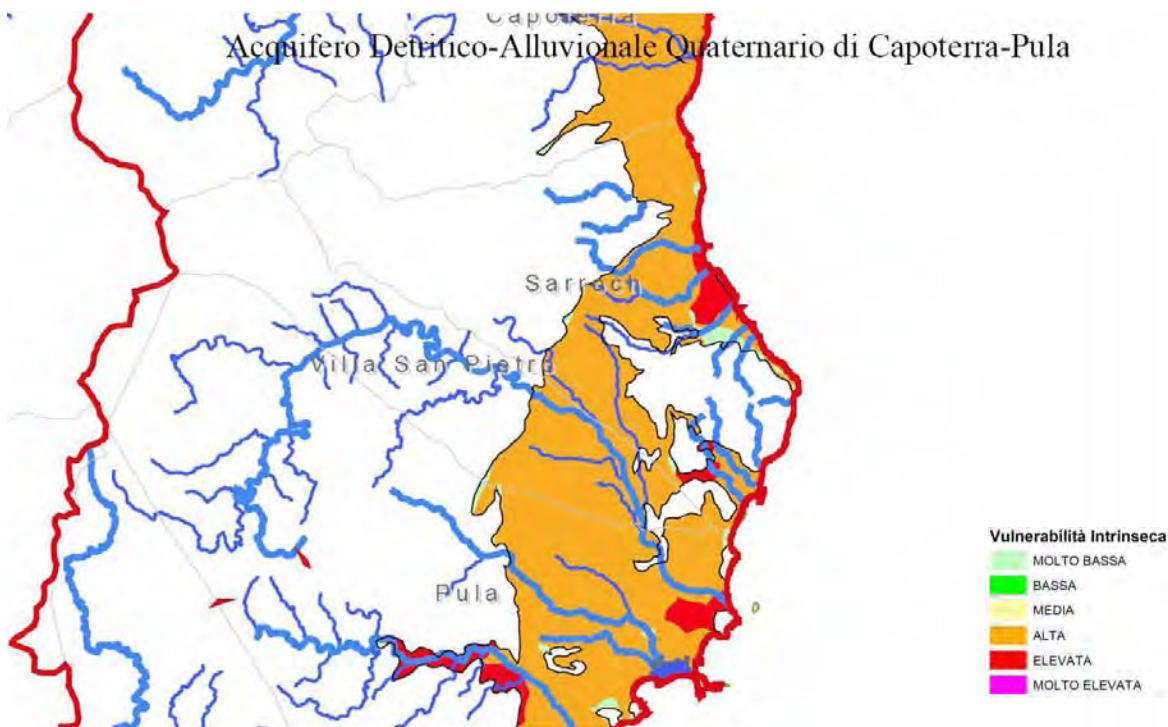 Capoterra
Acquifero Detritico-Alluvionale Quaternario di Capoterra-Pula
Sarroch
Villa San Pietro
Pula
Vulnerabilità Intrinseca
MOLTO BASSA
BASSA
MEDIA
ALTA
ELEVATA
MOLTO ELEVATA